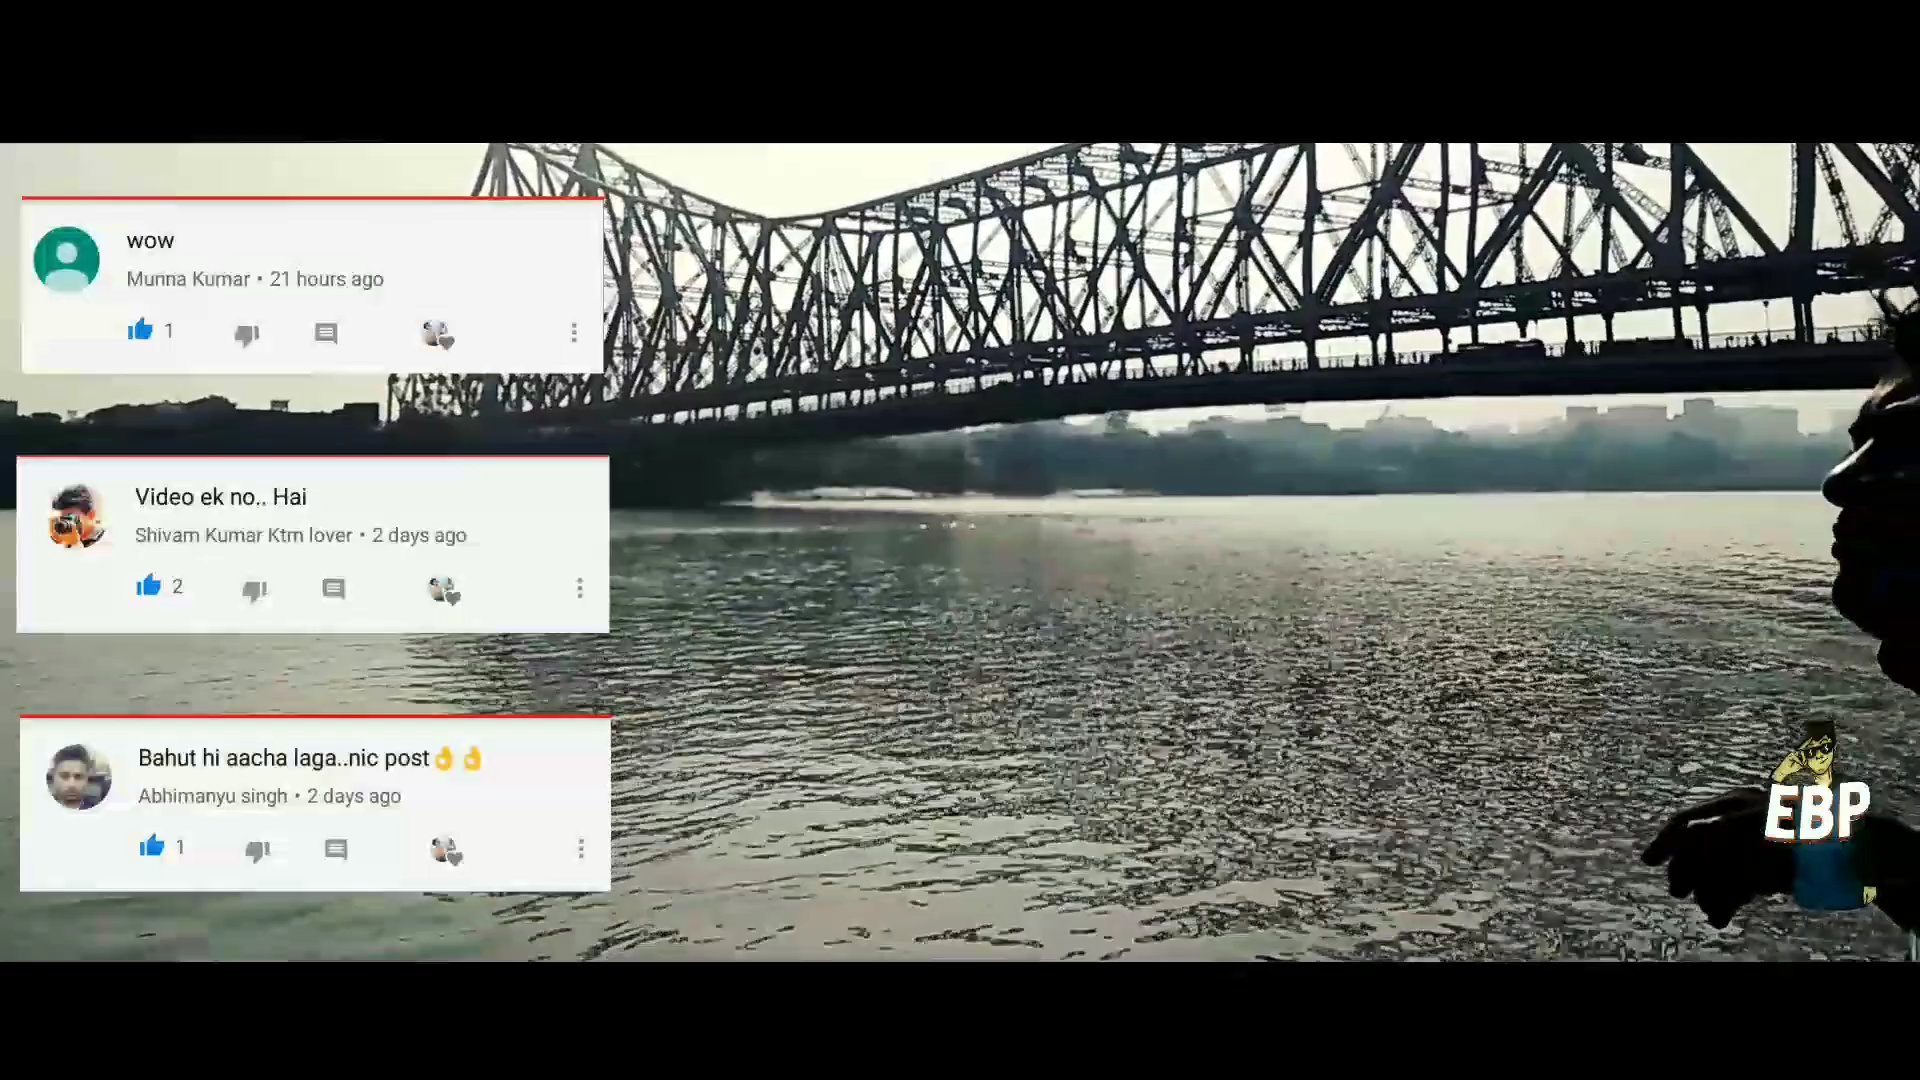 wow
Munna Kumar • 21 hours ago
1
Video ek no.. Hai
Shivam Kumar Ktm lover • 2 days ago
2
Bahut hi aacha laga..nic post👌👌
Abhimanyu singh • 2 days ago
1
EBP